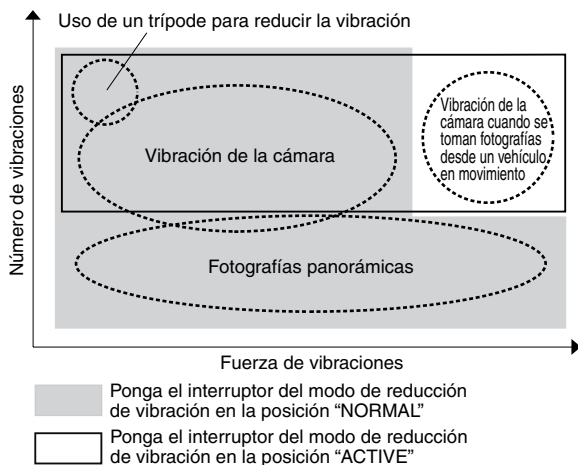 Uso de un trípode para reducir la vibración
Número de vibraciones
Vibración de la cámara
Vibración de la
cámara cuando se
toman fotografías
desde un vehículo
en movimiento
Fotografías panorámicas
Fuerza de vibraciones
Ponga el interruptor del modo de reducción
de vibración en la posición “NORMAL”
Ponga el interruptor del modo de reducción
de vibración en la posición “ACTIVE”